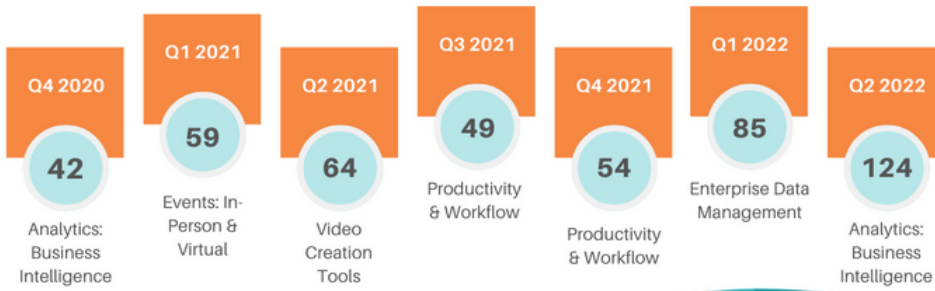 Q4 2020
42
Analytics:
Business
Intelligence
Q1 2021
59
Events: In-
Person &
Virtual
Q2 2021
64
Video
Creation
Tools
Q3 2021
49
Productivity
& Workflow
Q4 2021
54
Productivity
& Workflow
Q1 2022
85
Enterprise Data
Management
Q2 2022
124
Analytics:
Business
Intelligence